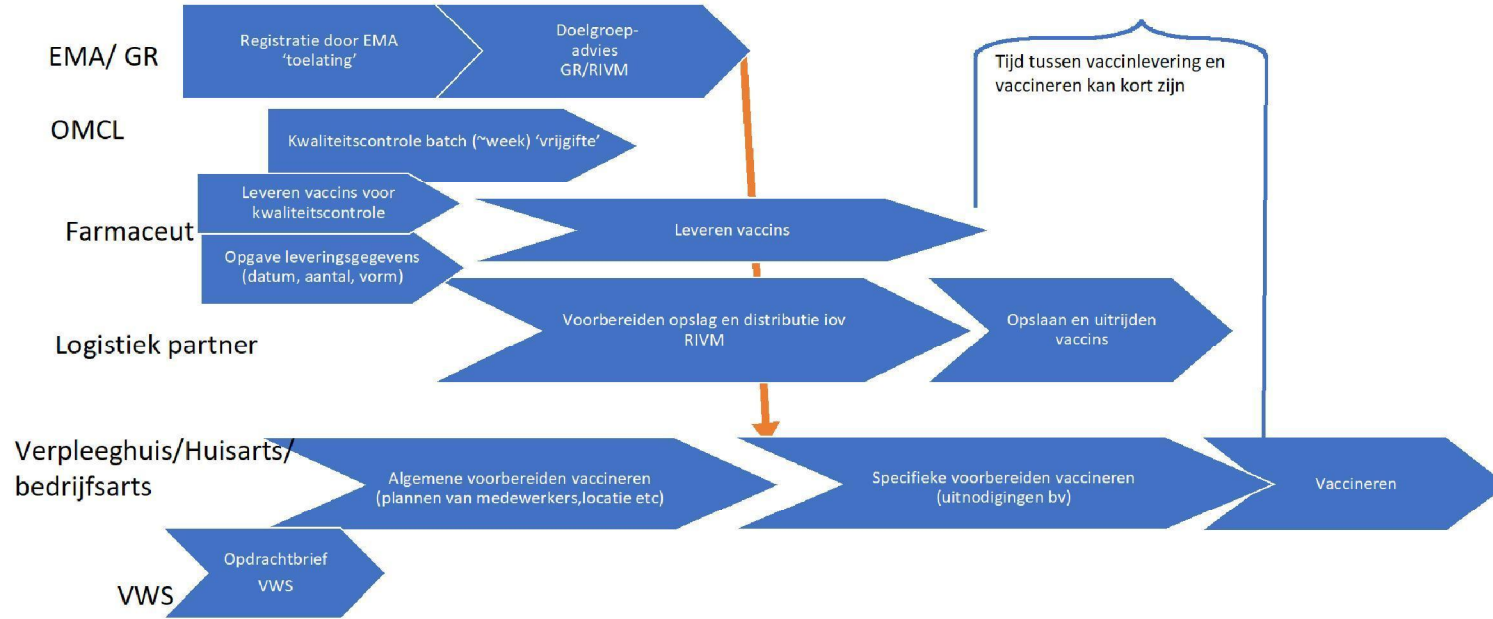 EMA/ GR
Registratie door EMA
‘toelating’
Doelgroep-
advies
GR/RIVM
Tijd tussen vaccinlevering en
vaccineren kan kort zijn
OMCL
Kwaliteitscontrole batch (~week) ‘vrijgifte’
Farmaceut
Leveren vaccins voor
kwaliteitscontrole
Leveren vaccins
Opgave leveringsgegevens
(datum, aantal, vorm)
Logistiek partner
Voorbereiden opslag en distributie iov
RIVM
Opslaan en uitrijden
vaccins
Verpleeghuis/Huisarts/
bedrijfsarts
Algemene voorbereiden vaccineren
(plannen van medewerkers,locatie etc)
Specifieke voorbereiden vaccineren
(uitnodigingen bv)
Vaccineren
VWS
Opdrachtbrief
VWS